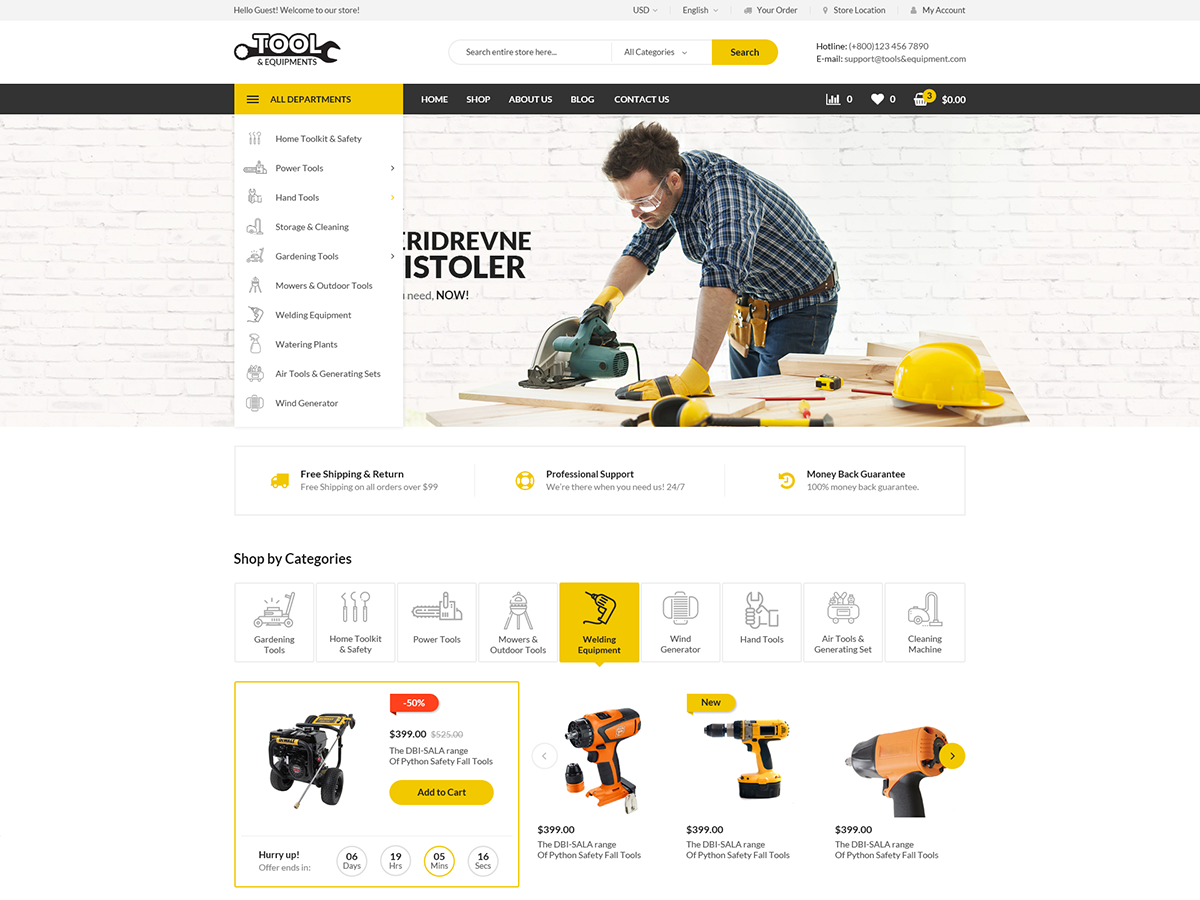 Hello Guest! Welcome to our store!
USD
English
Your Order
Store Location
My Account
TOOL
& EQUIPMENTS
Search entire store here...
All Categories
Search
Hotline: (+800)123 456 7890
E-mail: support@tools&equipment.com
ALL DEPARTMENTS
HOME
SHOP
ABOUT US
BLOG
CONTACT US
0
0
3
$0.00
Home Toolkit & Safety
Power Tools
Hand Tools
Storage & Cleaning
Gardening Tools
Mowers & Outdoor Tools
Welding Equipment
Watering Plants
Air Tools & Generating Sets
Wind Generator
ERIDREVNE
ISTOLER
need, NOW!
Free Shipping & Return
Free Shipping on all orders over $99
Professional Support
We're there when you need us! 24/7
Money Back Guarantee
100% money back guarantee.
Shop by Categories
Gardening
Tools
Home Toolkit
& Safety
Power Tools
Mowers &
Outdoor Tools
Welding
Equipment
Wind
Generator
Hand Tools
Air Tools &
Generating Set
Cleaning
Machine
-50%
$399.00 $525.00
The DBI-SALA range
Of Python Safety Fall Tools
Add to Cart
Hurry up!
Offer ends in:
06
Days
19
Hrs
05
Mins
16
Secs
$399.00
The DBI-SALA range
Of Python Safety Fall Tools
New
$399.00
The DBI-SALA range
Of Python Safety Fall Tools
$399.00
The DBI-SALA range
Of Python Safety Fall Tools